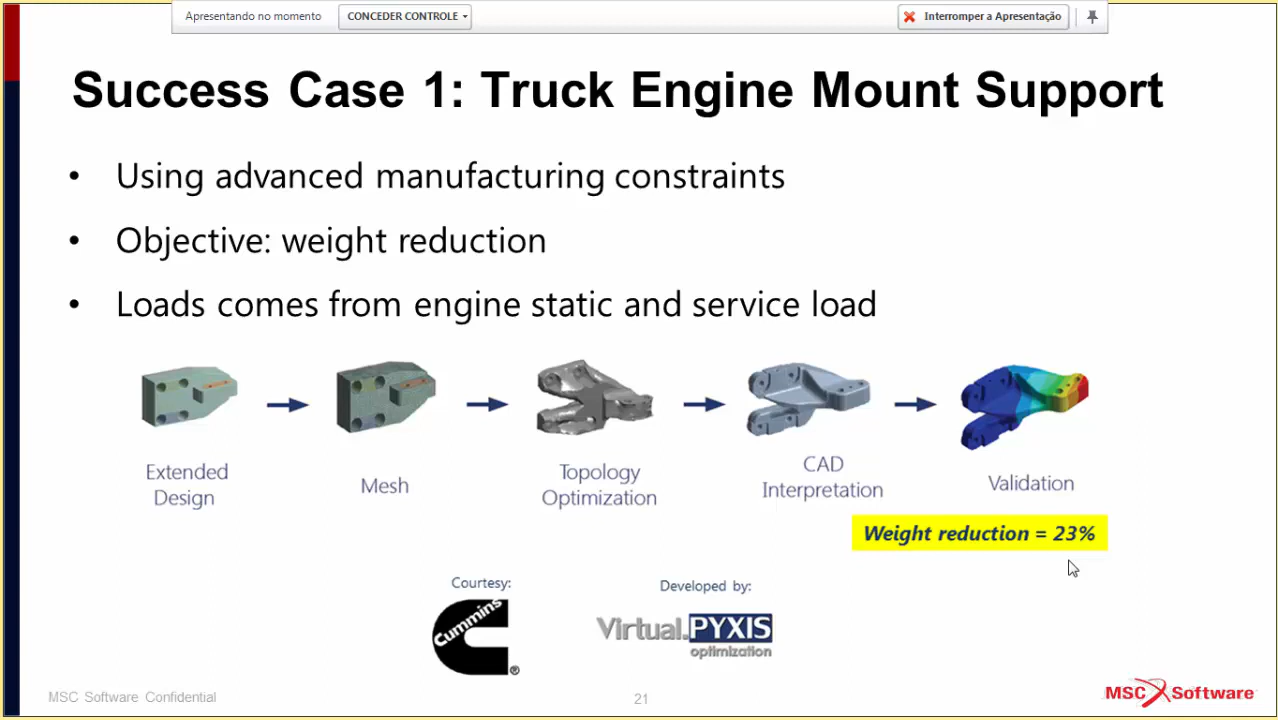 Apresentando no momento
CONCEDER CONTROLE
Interromper a Apresentação
Success Case 1: Truck Engine Mount Support
• Using advanced manufacturing constraints
• Objective: weight reduction
• Loads comes from engine static and service load
Extended
Design
Mesh
Topology
Optimization
CAD
Interpretation
Validation
Weight reduction = 23%
Courtesy:
Cummins
®
Developed by:
Virtual.PYXIS
optimization
MSC Software Confidential
21
MSC Software